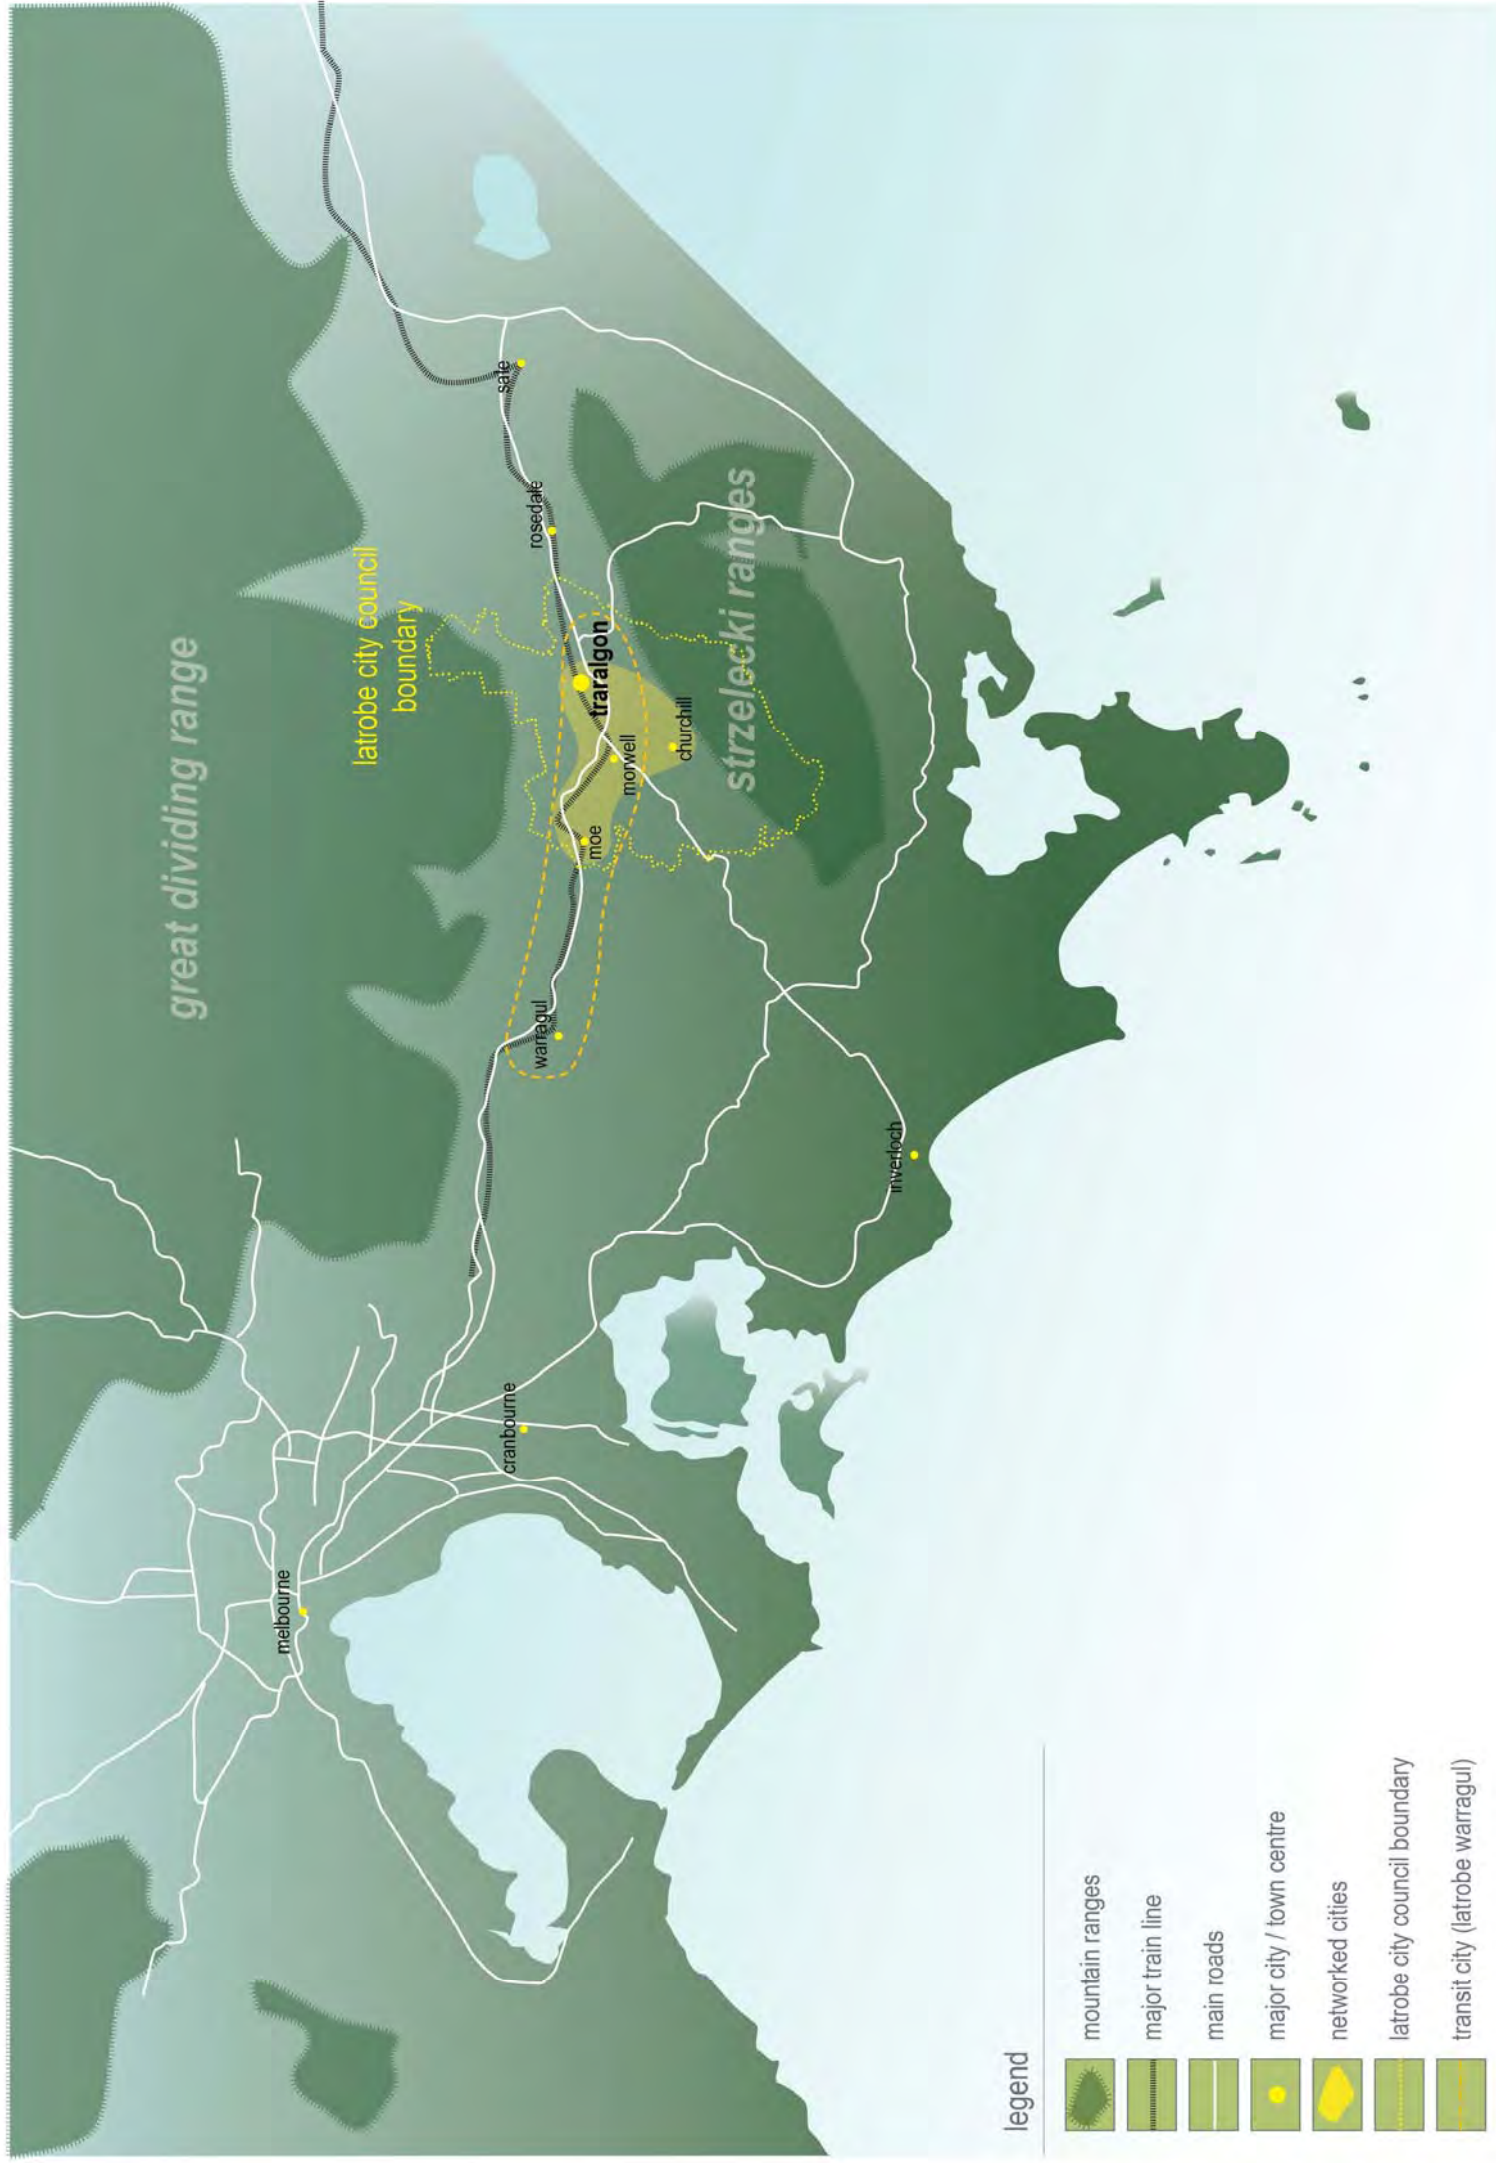 great dividing range
latrobe city council
boundary
melbourne
sale
cranbourne
warragul
rosedale
moe
traralgon
morwell
churchill
strzelecki ranges
inverloch
legend
mountain ranges
major train line
main roads
major city / town centre
networked cities
latrobe city council boundary
transit city (latrobe warragul)